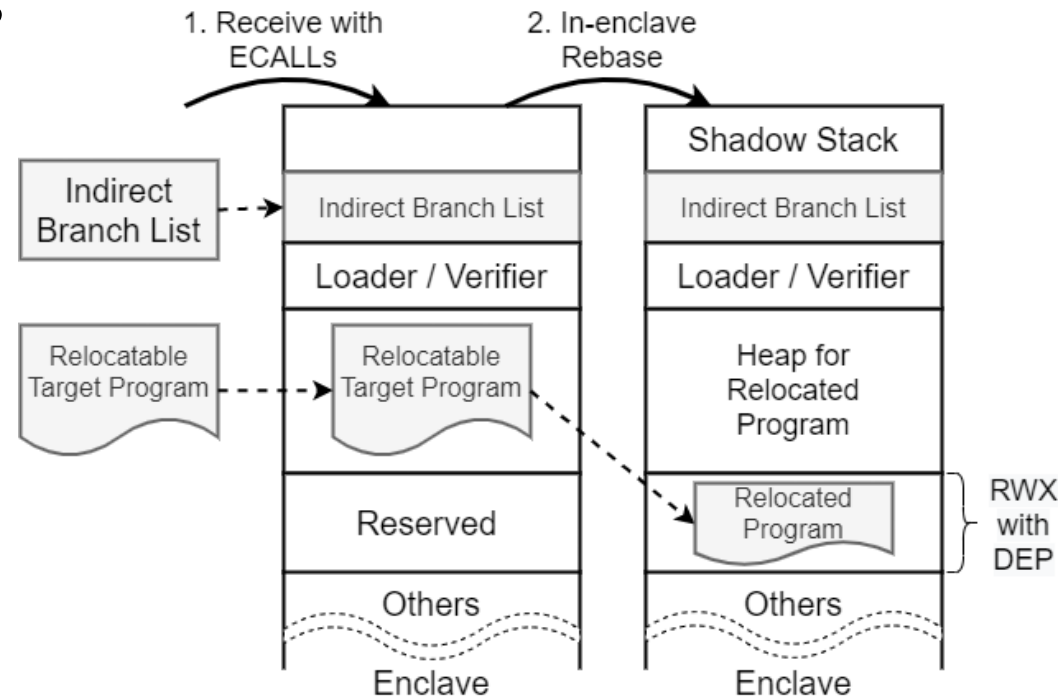 1. Receive with
ECALLs
2. In-enclave
Rebase
Indirect
Branch List
Relocatable
Target Program
Indirect Branch List
Loader / Verifier
Relocatable
Target Program
Reserved
Others
Enclave
Shadow Stack
Indirect Branch List
Loader / Verifier
Heap for
Relocated
Program
Relocated
Program
Others
Enclave
RWX
with
DEP